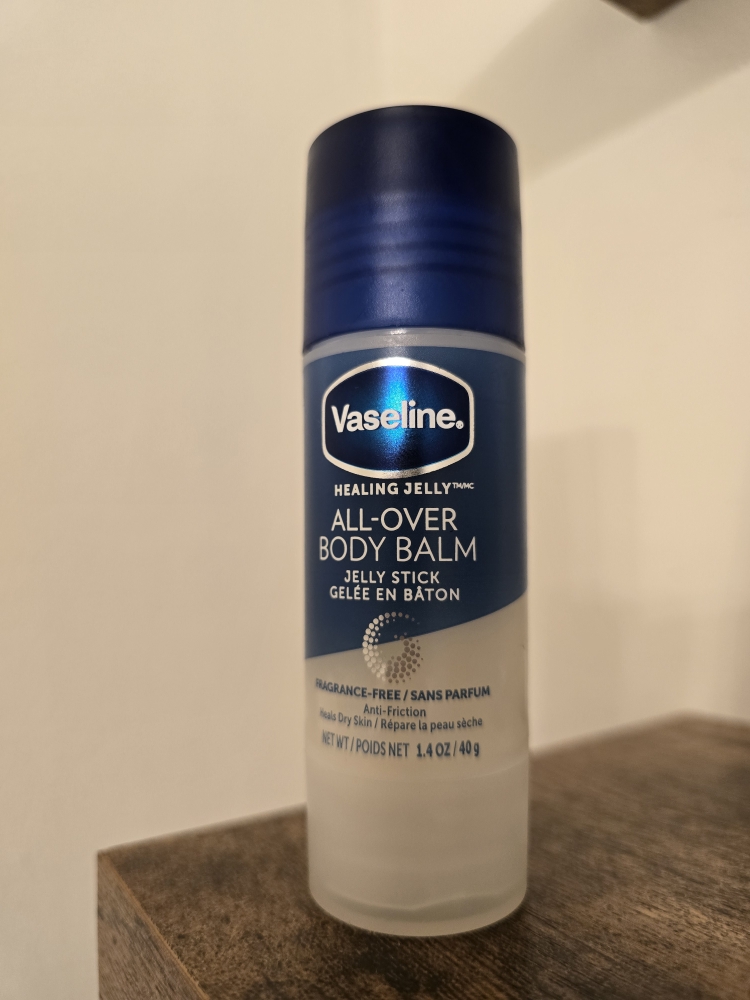 Vaseline®
HEALING JELLY™/MC
ALL-OVER
BODY BALM
JELLY STICK
GELÉE EN BÂTON
FRAGRANCE-FREE / SANS PARFUM
Anti-Friction
Heals Dry Skin / Répare la peau sèche
NET WT / POIDS NET 1.4 OZ / 40 g